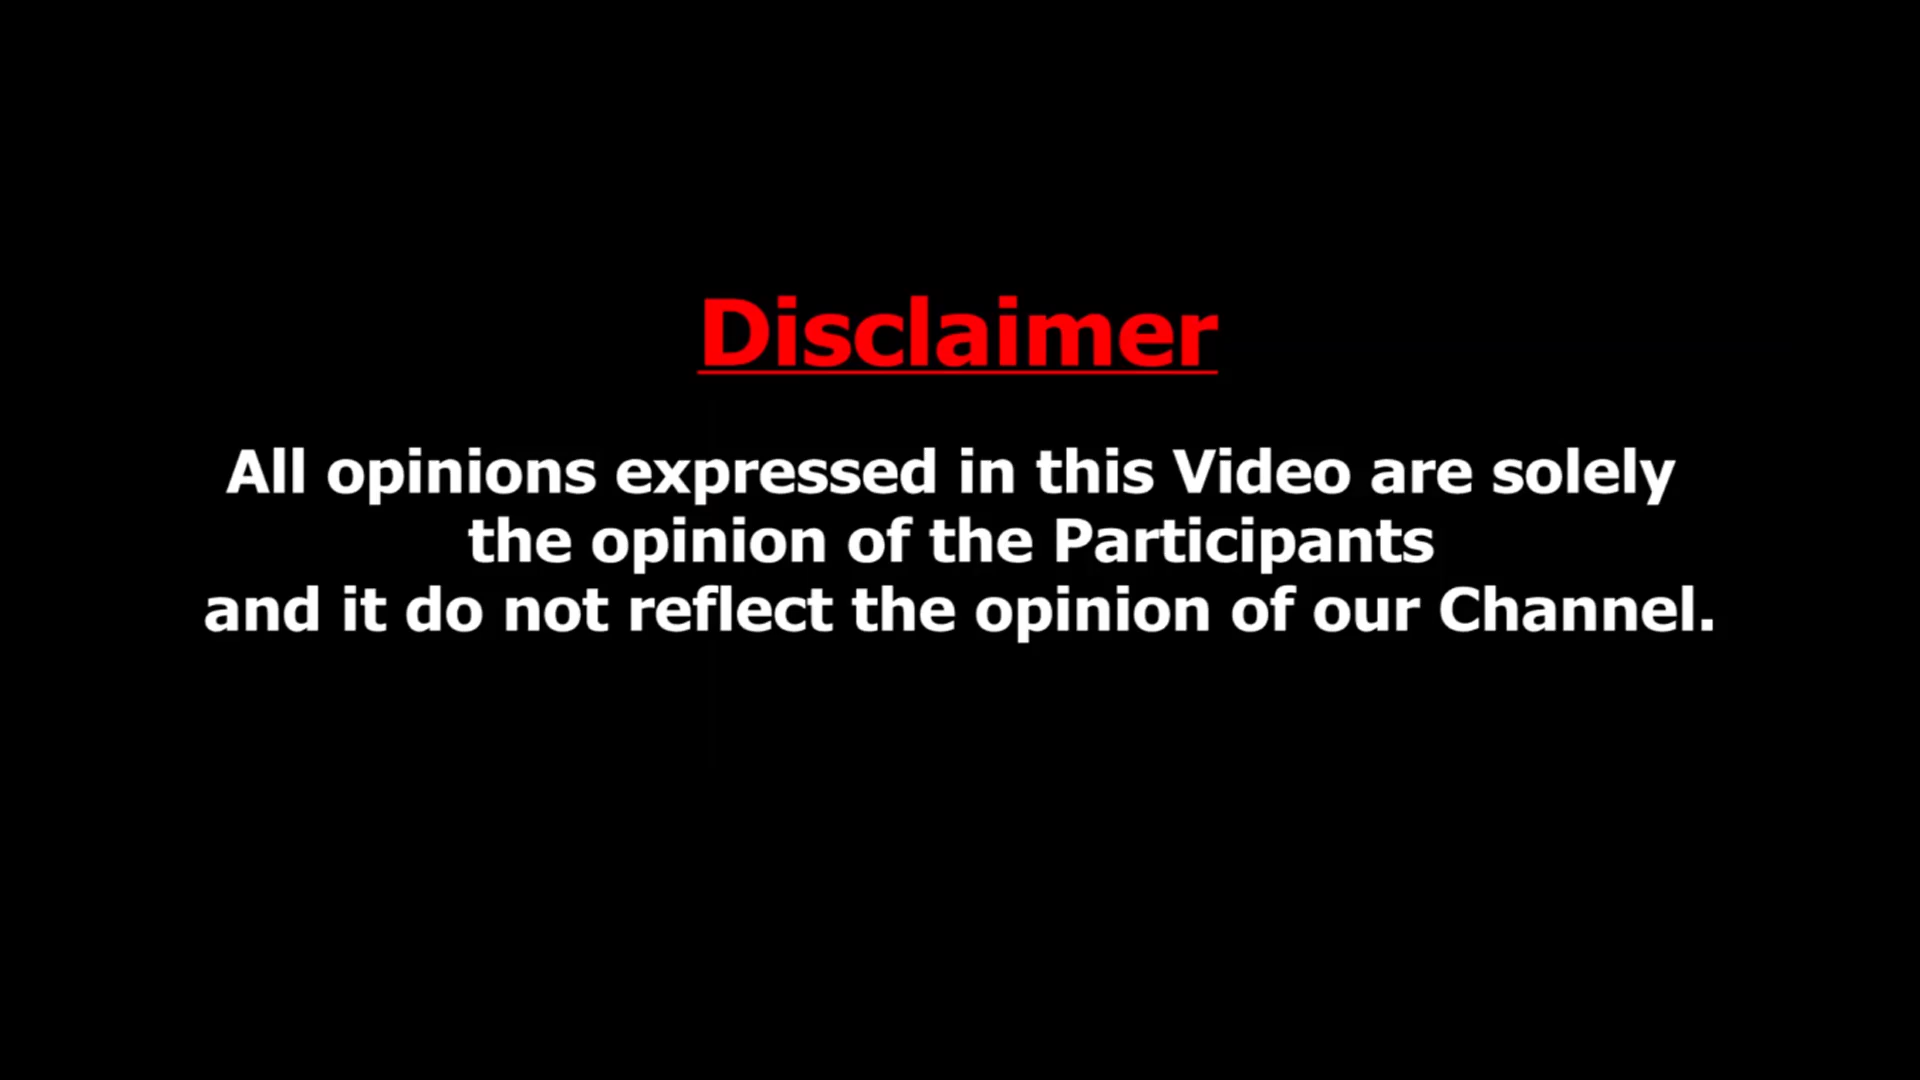 Disclaimer
All opinions expressed in this Video are solely
the opinion of the Participants
and it do not reflect the opinion of our Channel.